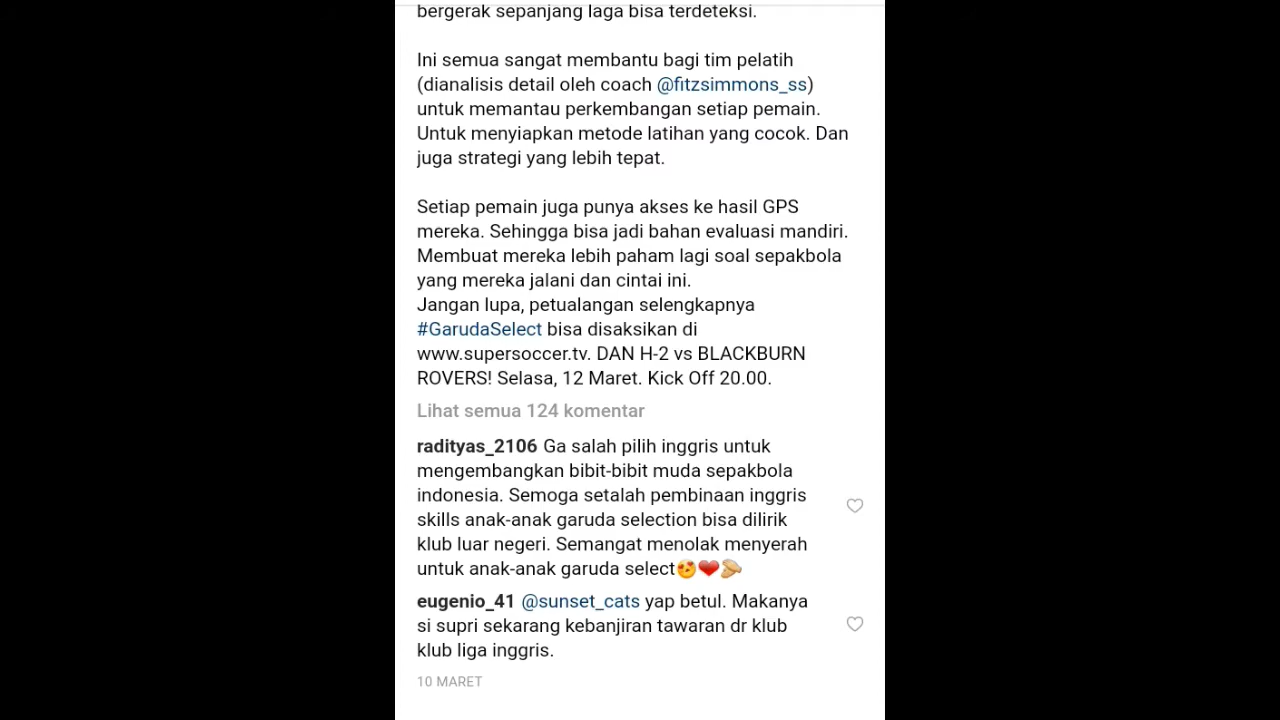 bergerak sepanjang laga bisa terdeteksi.
Ini semua sangat membantu bagi tim pelatih
(dianalisis detail oleh coach @fitzsimmons_ss)
untuk memantau perkembangan setiap pemain.
Untuk menyiapkan metode latihan yang cocok. Dan
juga strategi yang lebih tepat.
Setiap pemain juga punya akses ke hasil GPS
mereka. Sehingga bisa jadi bahan evaluasi mandiri.
Membuat mereka lebih paham lagi soal sepakbola
yang mereka jalani dan cintai ini.
Jangan lupa, petualangan selengkapnya
#GarudaSelect bisa disaksikan di
www.supersoccer.tv. DAN H-2 vs BLACKBURN
ROVERS! Selasa, 12 Maret. Kick Off 20.00.
Lihat semua 124 komentar
radityas_2106 Ga salah pilih inggris untuk
mengembangkan bibit-bibit muda sepakbola
indonesia. Semoga setalah pembinaan inggris
skills anak-anak garuda selection bisa dilirik
klub luar negeri. Semangat menolak menyerah
untuk anak-anak garuda select😍❤️👏🏼
eugenio_41 @sunset_cats yap betul. Makanya
si supri sekarang kebanjiran tawaran dr klub
klub liga inggris.
10 MARET